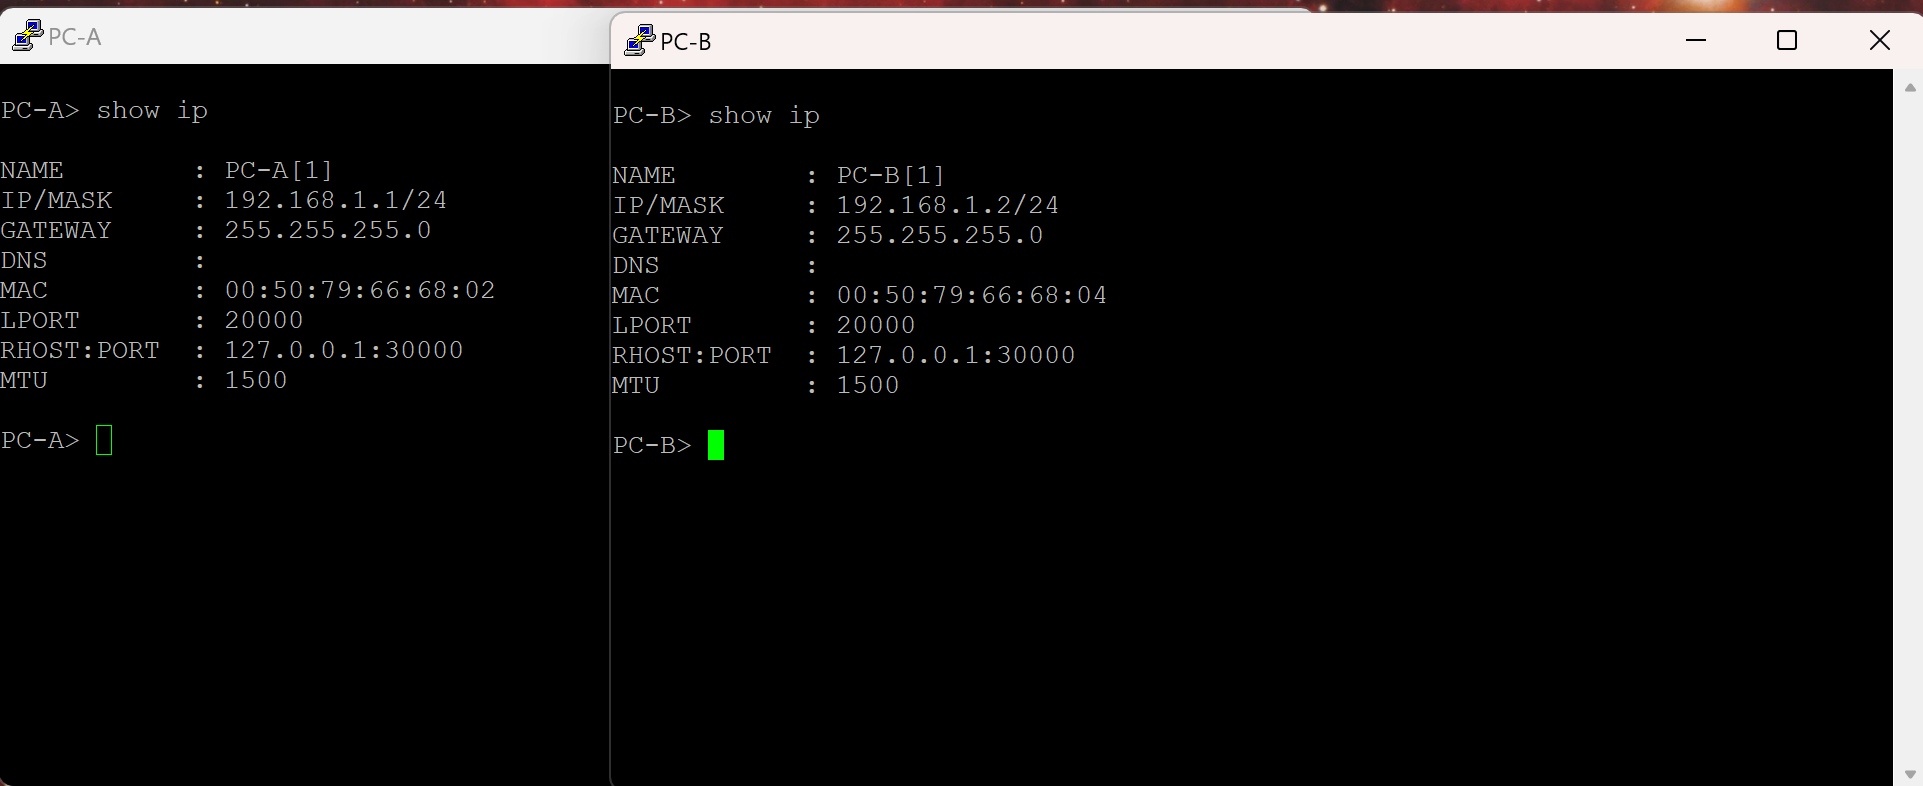 PC-A
PC-A> show ip
NAME : PC-A[1]
IP/MASK : 192.168.1.1/24
GATEWAY : 255.255.255.0
DNS :
MAC : 00:50:79:66:68:02
LPORT : 20000
RHOST:PORT : 127.0.0.1:30000
MTU : 1500
PC-A>
PC-B
PC-B> show ip
NAME : PC-B[1]
IP/MASK : 192.168.1.2/24
GATEWAY : 255.255.255.0
DNS :
MAC : 00:50:79:66:68:04
LPORT : 20000
RHOST:PORT : 127.0.0.1:30000
MTU : 1500
PC-B>